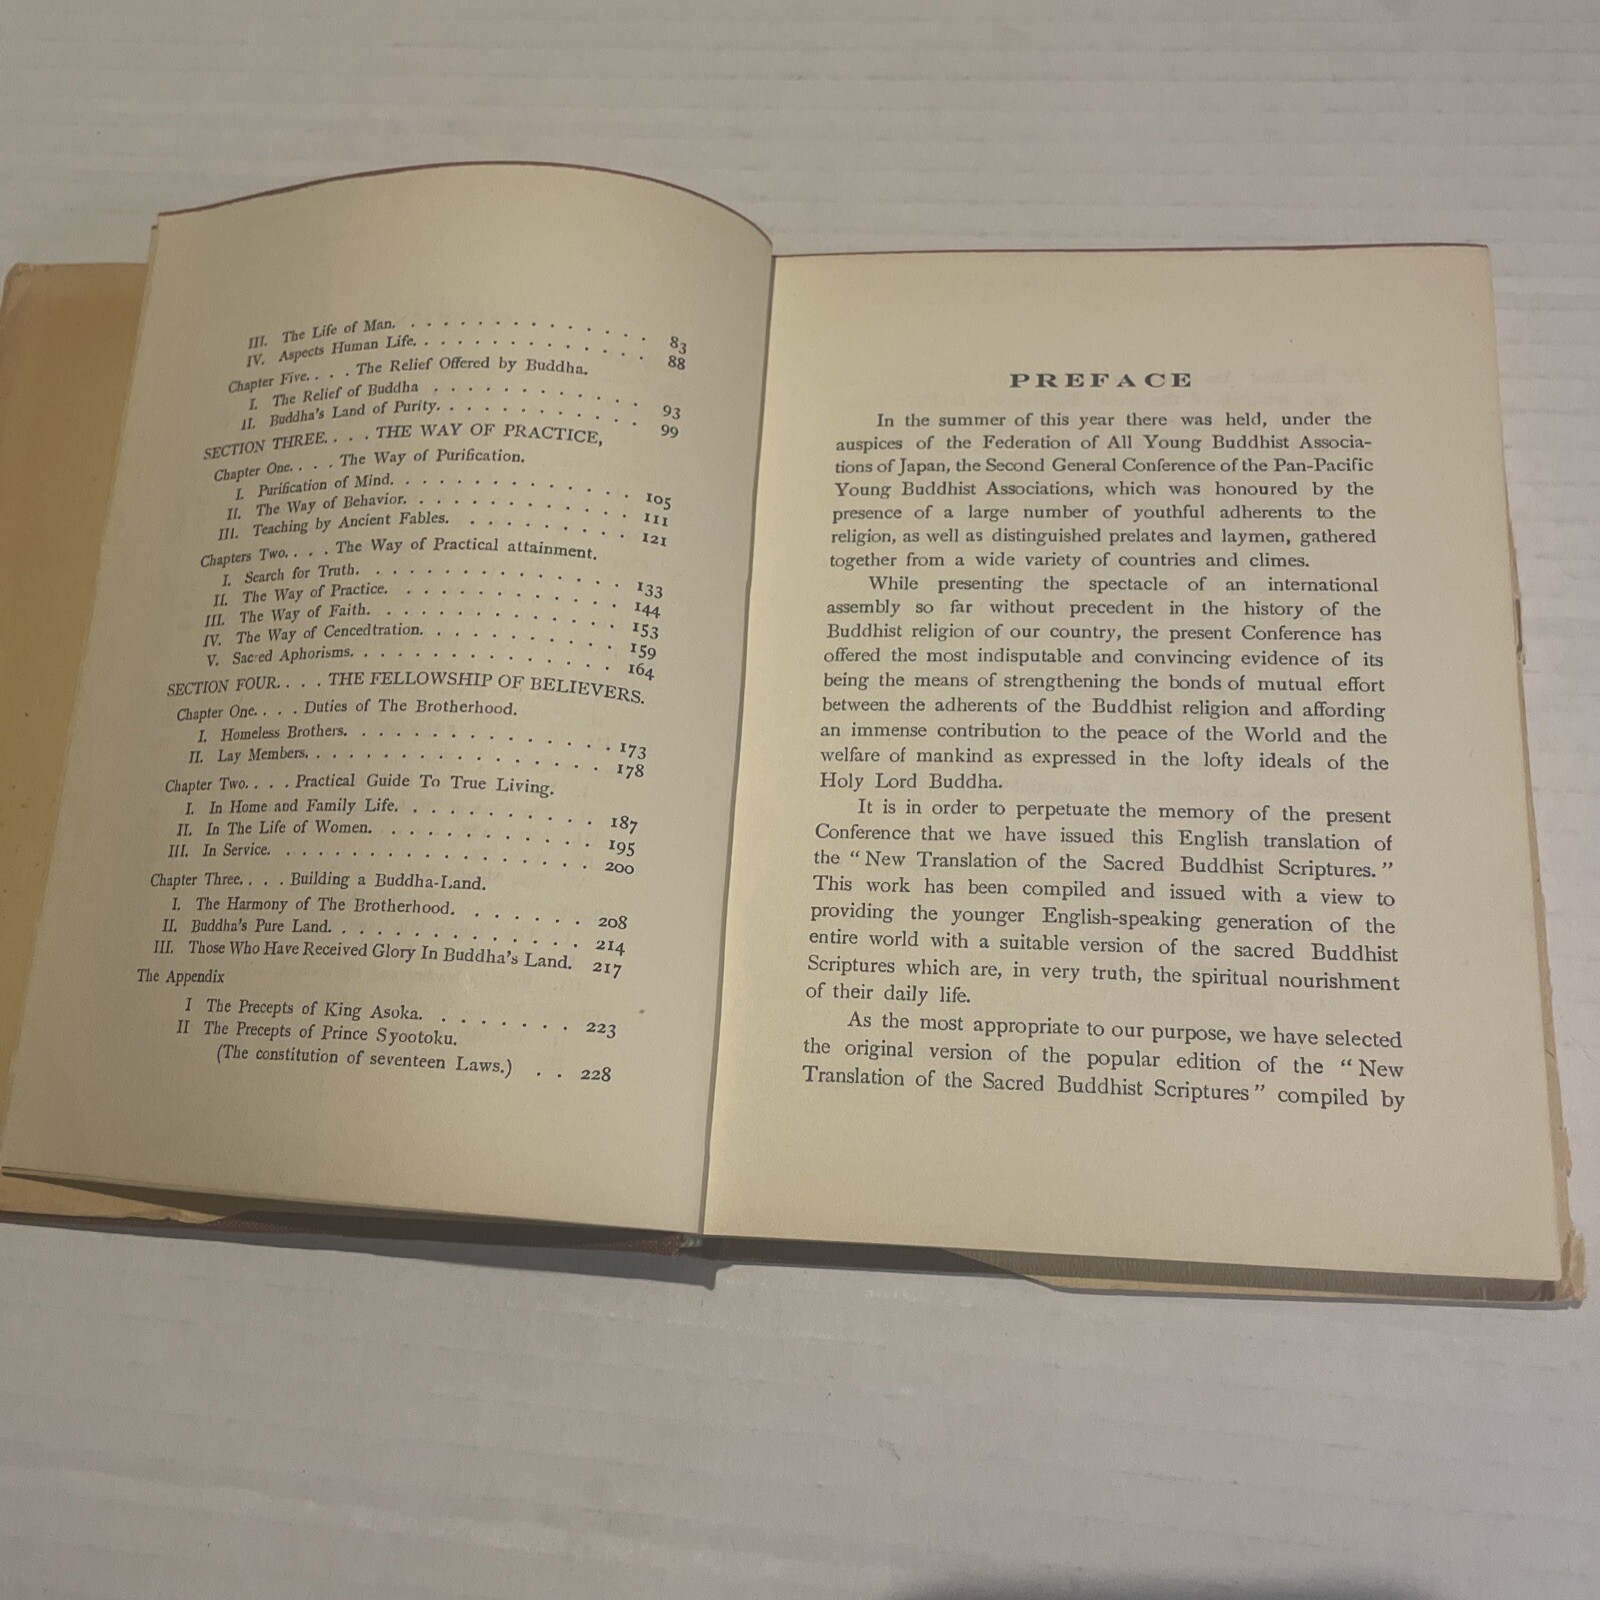 III. The Life of Man. . . . . . . . . . . . . . 83
IV. Aspects Human Life. . . . . . . . . . . . . 88
Chapter Five. . . . The Relief Offered by Buddha.
I. The Relief of Buddha . . . . . . . . . . . 93
II. Buddha's Land of Purity. . . . . . . . . . . 99
SECTION THREE. . . . THE WAY OF PRACTICE,
Chapter One. . . . The Way of Purification.
I. Purification of Mind. . . . . . . . . . . . . 105
II. The Way of Behavior. . . . . . . . . . . . 111
III. Teaching by Ancient Fables. . . . . . . . . . 121
Chapters Two. . . . The Way of Practical attainment.
I. Search for Truth. . . . . . . . . . . . . . 133
II. The Way of Practice. . . . . . . . . . . . 144
III. The Way of Faith. . . . . . . . . . . . . 153
IV. The Way of Cencedtration. . . . . . . . . . 159
V. Sacred Aphorisms. . . . . . . . . . . . . . 164
SECTION FOUR. . . . THE FELLOWSHIP OF BELIEVERS.
Chapter One. . . . Duties of The Brotherhood.
I. Homeless Brothers. . . . . . . . . . . . . . 173
II. Lay Members. . . . . . . . . . . . . . . . 178
Chapter Two. . . . Practical Guide To True Living.
I. In Home and Family Life. . . . . . . . . . 187
II. In The Life of Women. . . . . . . . . . . . 195
III. In Service. . . . . . . . . . . . . . . . . 200
Chapter Three. . . . Building a Buddha-Land.
I. The Harmony of The Brotherhood. . . . . . . 208
II. Buddha's Pure Land. . . . . . . . . . . . . 214
III. Those Who Have Received Glory In Buddha's Land. 217
The Appendix
I The Precepts of King Asoka. . . . . . . . 223
II The Precepts of Prince Syootoku.
(The constitution of seventeen Laws.) . . 228
PREFACE
In the summer of this year there was held, under the
auspices of the Federation of All Young Buddhist Associa-
tions of Japan, the Second General Conference of the Pan-Pacific
Young Buddhist Associations, which was honoured by the
presence of a large number of youthful adherents to the
religion, as well as distinguished prelates and laymen, gathered
together from a wide variety of countries and climes.
While presenting the spectacle of an international
assembly so far without precedent in the history of the
Buddhist religion of our country, the present Conference has
offered the most indisputable and convincing evidence of its
being the means of strengthening the bonds of mutual effort
between the adherents of the Buddhist religion and affording
an immense contribution to the peace of the World and the
welfare of mankind as expressed in the lofty ideals of the
Holy Lord Buddha.
It is in order to perpetuate the memory of the present
Conference that we have issued this English translation of
the "New Translation of the Sacred Buddhist Scriptures."
This work has been compiled and issued with a view to
providing the younger English-speaking generation of the
entire world with a suitable version of the sacred Buddhist
Scriptures which are, in very truth, the spiritual nourishment
of their daily life.
As the most appropriate to our purpose, we have selected
the original version of the popular edition of the "New
Translation of the Sacred Buddhist Scriptures" compiled by